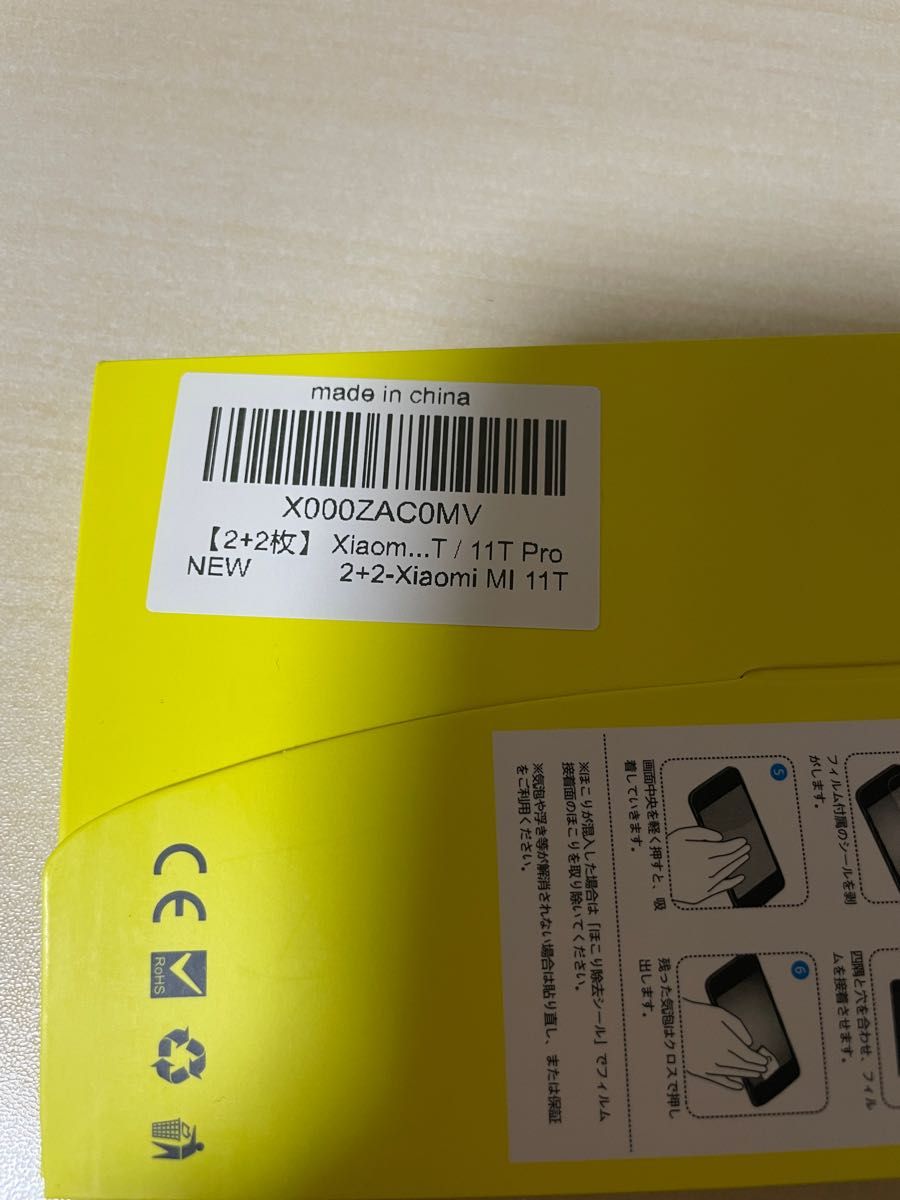 made in china
X000ZAC0MV
【2+2枚】 Xiaom...T / 11T Pro
NEW 2+2-Xiaomi MI 11T
フィルム付属のシールを剥
がします。
四隅と穴を合わせ、フィル
ムを接着させます。
5
画面中央を軽く押すと、吸
着していきます。
6
残った気泡はクロスで押し
出します。
※ほこりが混入した場合は「ほこり除去シール」でフィルム
接着面のほこりを取り除いてください。
※気泡や浮き等が解消されない場合は貼り直し、または保証
をご利用ください。
CE
RoHS